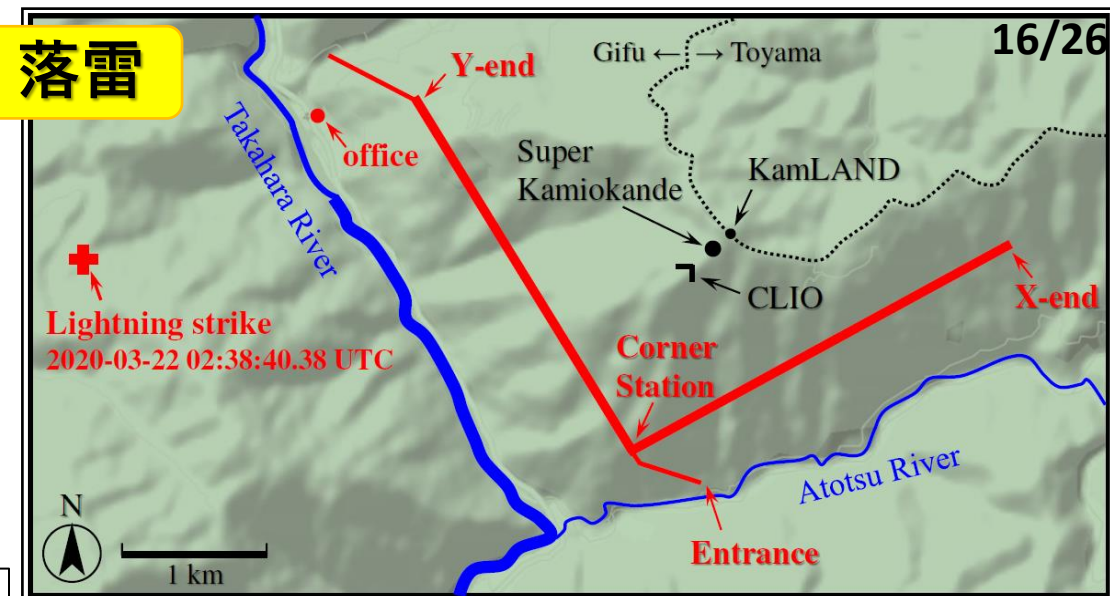 落雷
16/26
Gifu ←→ Toyama
Y-end
office
Takahara River
Super
Kamiokande
KamLAND
CLIO
X-end
Lightning strike
2020-03-22 02:38:40.38 UTC
Corner
Station
Atotsu River
Entrance
N
1 km